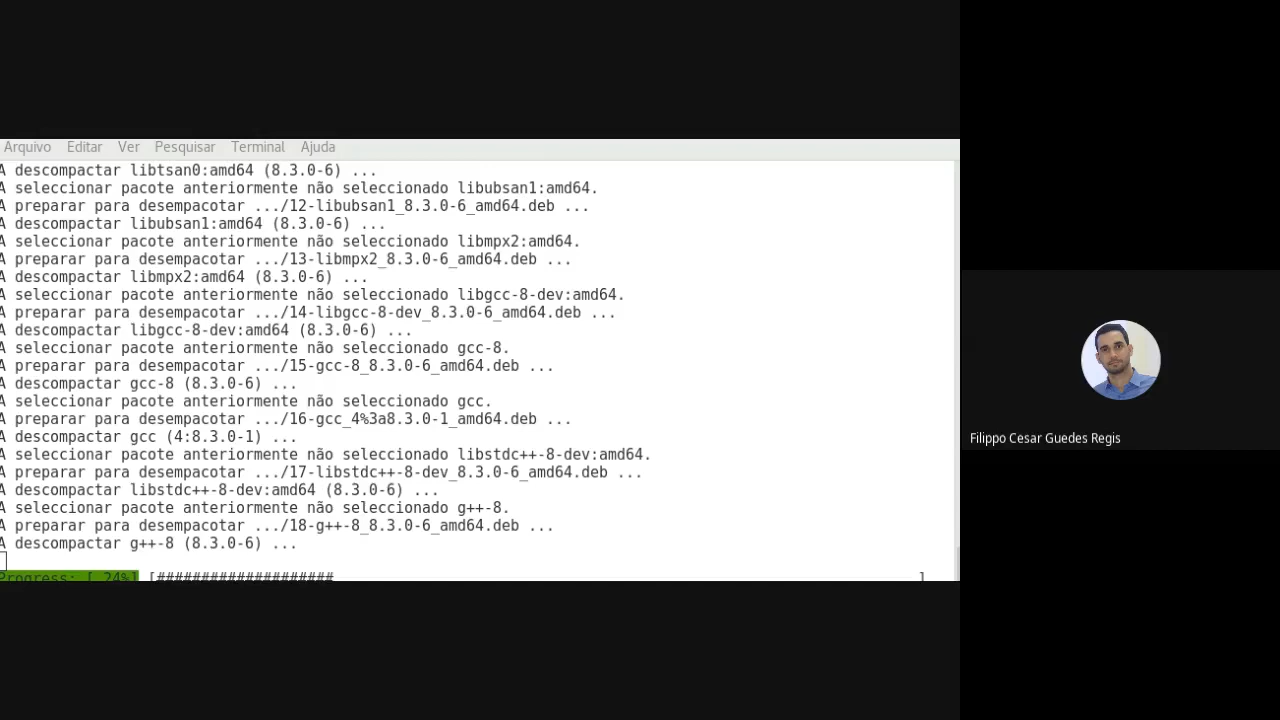 Arquivo Editar Ver Pesquisar Terminal Ajuda
A descompactar libtsan0:amd64 (8.3.0-6) ...
A seleccionar pacote anteriormente não seleccionado libubsan1:amd64.
A preparar para desempacotar .../12-libubsan1_8.3.0-6_amd64.deb ...
A descompactar libubsan1:amd64 (8.3.0-6) ...
A seleccionar pacote anteriormente não seleccionado libmpx2:amd64.
A preparar para desempacotar .../13-libmpx2_8.3.0-6_amd64.deb ...
A descompactar libmpx2:amd64 (8.3.0-6) ...
A seleccionar pacote anteriormente não seleccionado libgcc-8-dev:amd64.
A preparar para desempacotar .../14-libgcc-8-dev_8.3.0-6_amd64.deb ...
A descompactar libgcc-8-dev:amd64 (8.3.0-6) ...
A seleccionar pacote anteriormente não seleccionado gcc-8.
A preparar para desempacotar .../15-gcc-8_8.3.0-6_amd64.deb ...
A descompactar gcc-8 (8.3.0-6) ...
A seleccionar pacote anteriormente não seleccionado gcc.
A preparar para desempacotar .../16-gcc_4%3a8.3.0-1_amd64.deb ...
A descompactar gcc (4:8.3.0-1) ...
A seleccionar pacote anteriormente não seleccionado libstdc++-8-dev:amd64.
A preparar para desempacotar .../17-libstdc++-8-dev_8.3.0-6_amd64.deb ...
A descompactar libstdc++-8-dev:amd64 (8.3.0-6) ...
A seleccionar pacote anteriormente não seleccionado g++-8.
A preparar para desempacotar .../18-g++-8_8.3.0-6_amd64.deb ...
A descompactar g++-8 (8.3.0-6) ...
Progress: [ 24%] [#################### ]
Filippo Cesar Guedes Regis